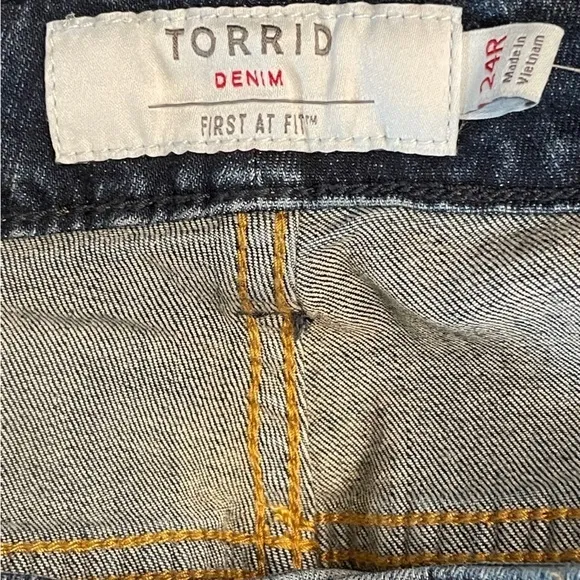 TORRID
DENIM
FIRST AT FIT™
24R
Made in
Vietnam